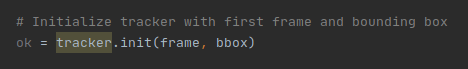 # Initialize tracker with first frame and bounding box
ok = tracker.init(frame, bbox)